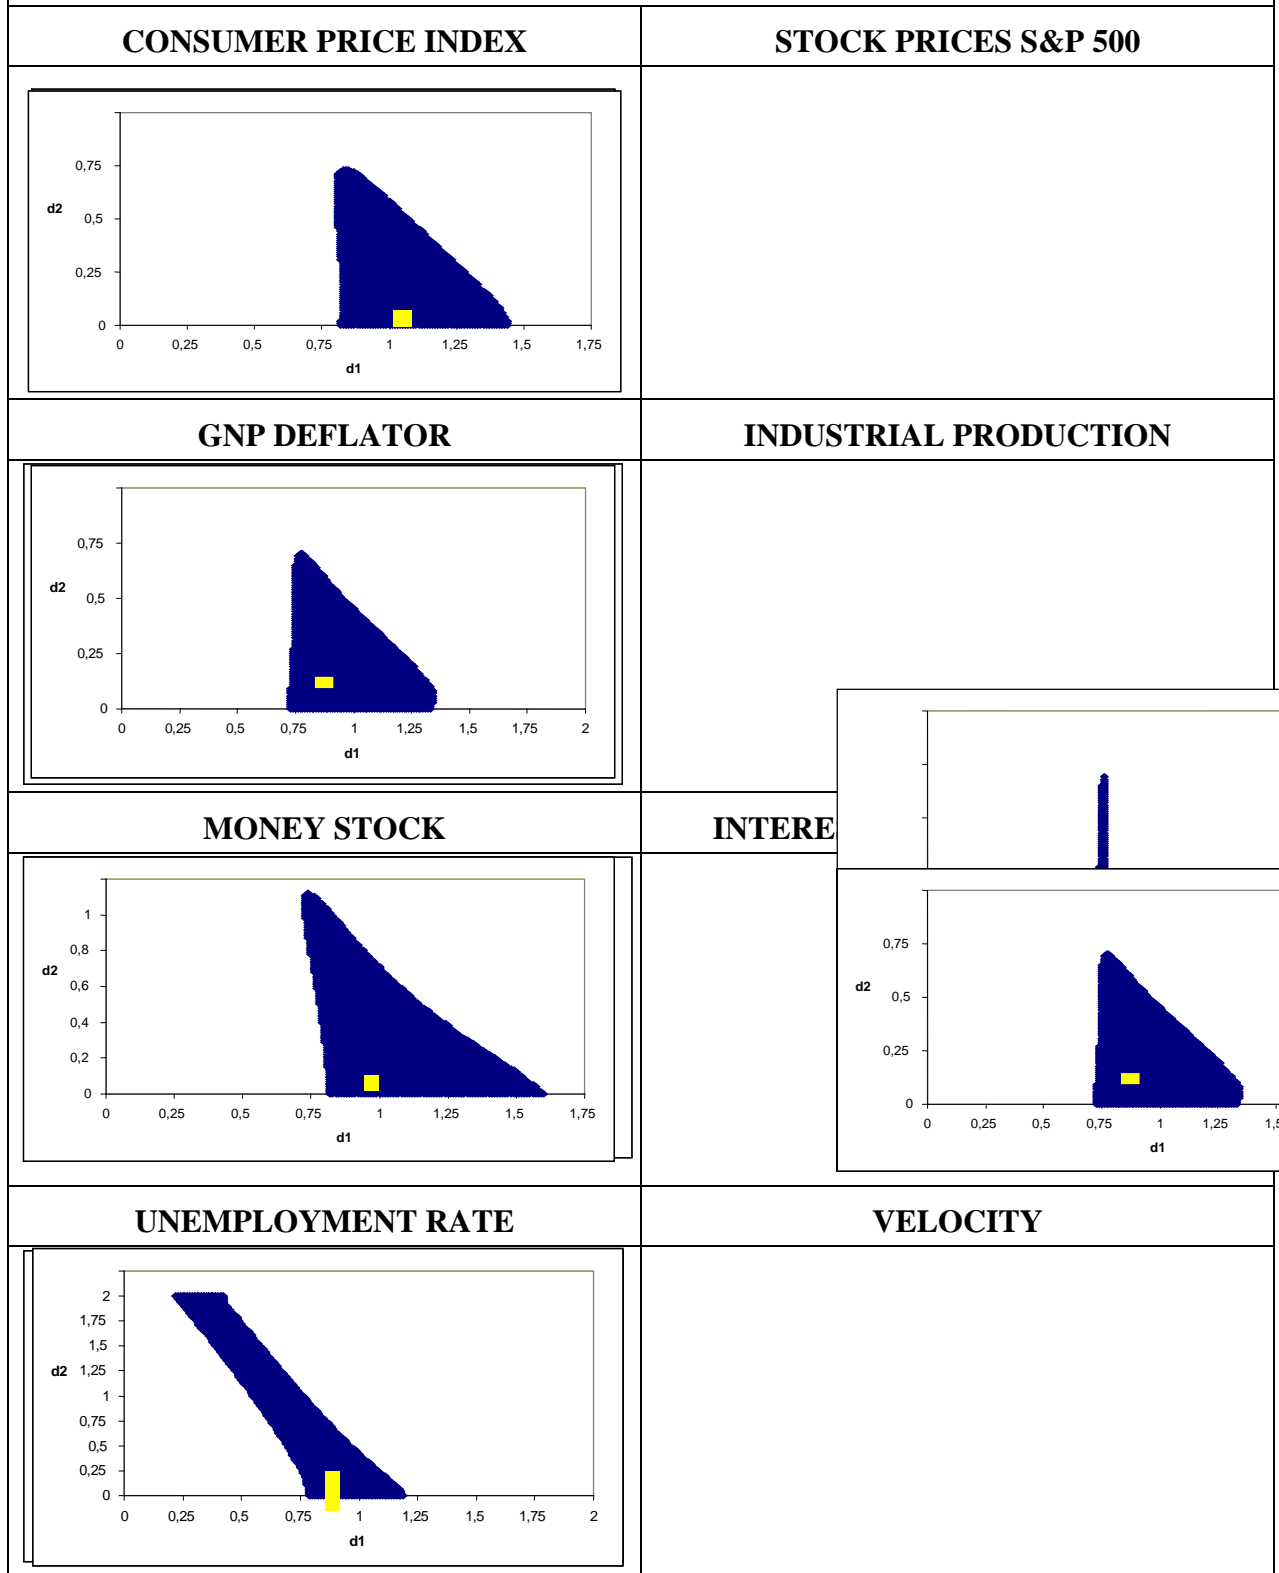 CONSUMER PRICE INDEX
STOCK PRICES S&P 500
0,75
d2
0,5
0,25
0
0 0,25 0,5 0,75 1 1,25 1,5 1,75
d1
GNP DEFLATOR
INDUSTRIAL PRODUCTION
0,75
d2
0,5
0,25
0
0 0,25 0,5 0,75 1 1,25 1,5 1,75 2
d1
MONEY STOCK
INTERE
1
0,8
d2
0,6
0,4
0,2
0
0 0,25 0,5 0,75 1 1,25 1,5 1,75
d1
0,75
d2
0,5
0,25
0
0 0,25 0,5 0,75 1 1,25 1,5
d1
UNEMPLOYMENT RATE
VELOCITY
2
1,75
1,5
d2 1,25
1
0,75
0,5
0,25
0
0 0,25 0,5 0,75 1 1,25 1,5 1,75 2
d1